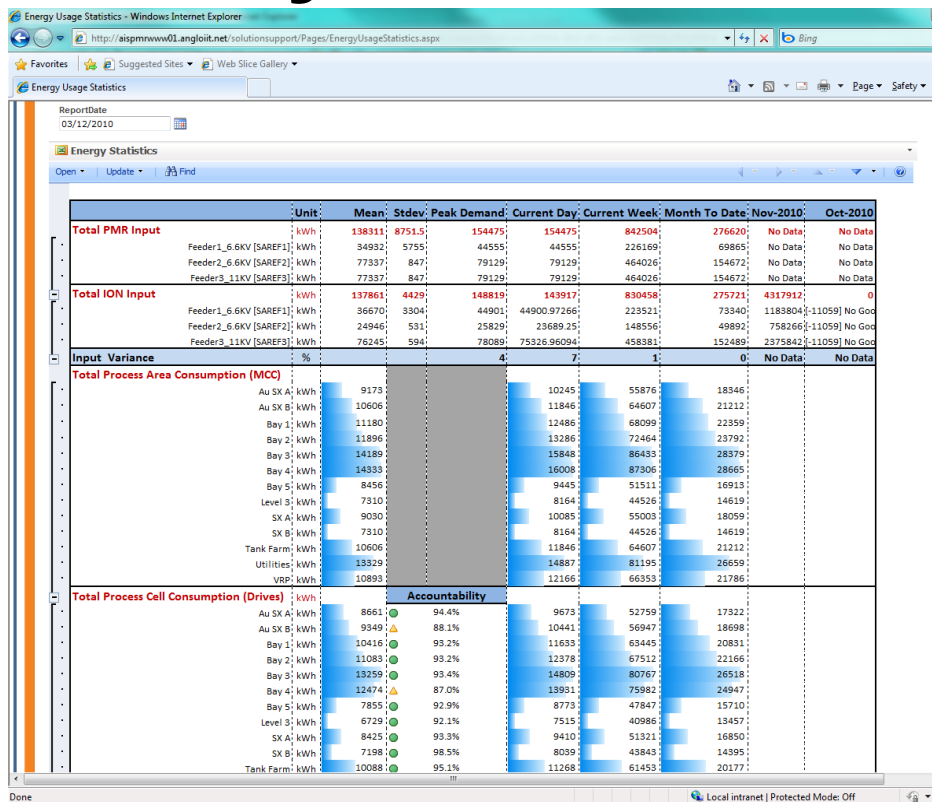 Energy Usage Statistics - Windows Internet Explorer
http://aispmrwww01.angloiit.net/solutionsupport/Pages/EnergyUsageStatistics.aspx Bing
Favorites Suggested Sites Web Slice Gallery
Energy Usage Statistics Page Safety
ReportDate
03/12/2010
Energy Statistics
Open Update Find
Unit Mean Stdev Peak Demand Current Day Current Week Month To Date Nov-2010 Oct-2010
Total PMR Input kWh 138311 8751.5 154475 154475 842504 276620 No Data No Data
Feeder1_6.6KV [SAREF1] kWh 34932 5755 44555 44555 226169 69865 No Data No Data
Feeder2_6.6KV [SAREF2] kWh 77337 847 79129 79129 464026 154672 No Data No Data
Feeder3_11KV [SAREF3] kWh 77337 847 79129 79129 464026 154672 No Data No Data
Total ION Input kWh 137861 4429 148819 143917 830458 275721 4317912 0
Feeder1_6.6KV [SAREF1] kWh 36670 3304 44901 44900.97266 223521 73340 1183804 [-11059] No Goo
Feeder2_6.6KV [SAREF2] kWh 24946 531 25829 23689.25 148556 49892 758266 [-11059] No Goo
Feeder3_11KV [SAREF3] kWh 76245 594 78089 75326.96094 458381 152489 2375842 [-11059] No Goo
Input Variance % 4 7 1 0 No Data No Data
Total Process Area Consumption (MCC)
Au SX A kWh 9173 10245 55876 18346
Au SX B kWh 10606 11846 64607 21212
Bay 1 kWh 11180 12486 68099 22359
Bay 2 kWh 11896 13286 72464 23792
Bay 3 kWh 14189 15848 86433 28379
Bay 4 kWh 14333 16008 87306 28665
Bay 5 kWh 8456 9445 51511 16913
Level 3 kWh 7310 8164 44526 14619
SX A kWh 9030 10085 55003 18059
SX B kWh 7310 8164 44526 14619
Tank Farm kWh 10606 11846 64607 21212
Utilities kWh 13329 14887 81195 26659
VRP kWh 10893 12166 66353 21786
Total Process Cell Consumption (Drives) kWh Accountability
Au SX A kWh 8661 94.4% 9673 52759 17322
Au SX B kWh 9349 88.1% 10441 56947 18698
Bay 1 kWh 10416 93.2% 11633 63445 20831
Bay 2 kWh 11083 93.2% 12378 67512 22166
Bay 3 kWh 13259 93.4% 14809 80767 26518
Bay 4 kWh 12474 87.0% 13931 75982 24947
Bay 5 kWh 7855 92.9% 8773 47847 15710
Level 3 kWh 6729 92.1% 7515 40986 13457
SX A kWh 8425 93.3% 9410 51321 16850
SX B kWh 7198 98.5% 8039 43843 14395
Tank Farm kWh 10088 95.1% 11268 61453 20177
Done Local intranet | Protected Mode: Off